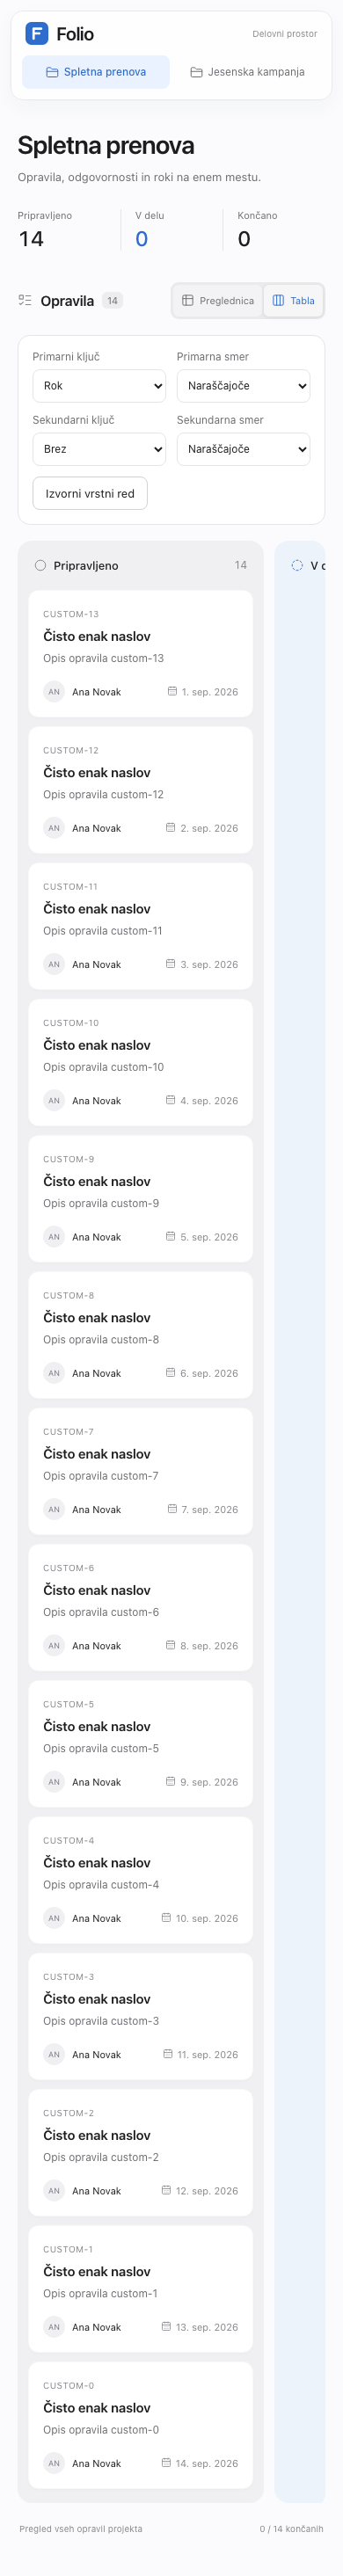 F Folio
Delovni prostor
Spletna prenova
Jesenska kampanja
Spletna prenova
Opravila, odgovornosti in roki na enem mestu.
Pripravljeno
V delu
Končano
14
0
0
Opravila 14
Preglednica
Tabla
Primarni ključ
Primarna smer
Rok
Naraščajoče
Sekundarni ključ
Sekundarna smer
Brez
Naraščajoče
Izvorni vrstni red
Pripravljeno 14
CUSTOM-13
Čisto enak naslov
Opis opravila custom-13
AN Ana Novak 1. sep. 2026
CUSTOM-12
Čisto enak naslov
Opis opravila custom-12
AN Ana Novak 2. sep. 2026
CUSTOM-11
Čisto enak naslov
Opis opravila custom-11
AN Ana Novak 3. sep. 2026
CUSTOM-10
Čisto enak naslov
Opis opravila custom-10
AN Ana Novak 4. sep. 2026
CUSTOM-9
Čisto enak naslov
Opis opravila custom-9
AN Ana Novak 5. sep. 2026
CUSTOM-8
Čisto enak naslov
Opis opravila custom-8
AN Ana Novak 6. sep. 2026
CUSTOM-7
Čisto enak naslov
Opis opravila custom-7
AN Ana Novak 7. sep. 2026
CUSTOM-6
Čisto enak naslov
Opis opravila custom-6
AN Ana Novak 8. sep. 2026
CUSTOM-5
Čisto enak naslov
Opis opravila custom-5
AN Ana Novak 9. sep. 2026
CUSTOM-4
Čisto enak naslov
Opis opravila custom-4
AN Ana Novak 10. sep. 2026
CUSTOM-3
Čisto enak naslov
Opis opravila custom-3
AN Ana Novak 11. sep. 2026
CUSTOM-2
Čisto enak naslov
Opis opravila custom-2
AN Ana Novak 12. sep. 2026
CUSTOM-1
Čisto enak naslov
Opis opravila custom-1
AN Ana Novak 13. sep. 2026
CUSTOM-0
Čisto enak naslov
Opis opravila custom-0
AN Ana Novak 14. sep. 2026
V
Pregled vseh opravil projekta
0 / 14 končanih